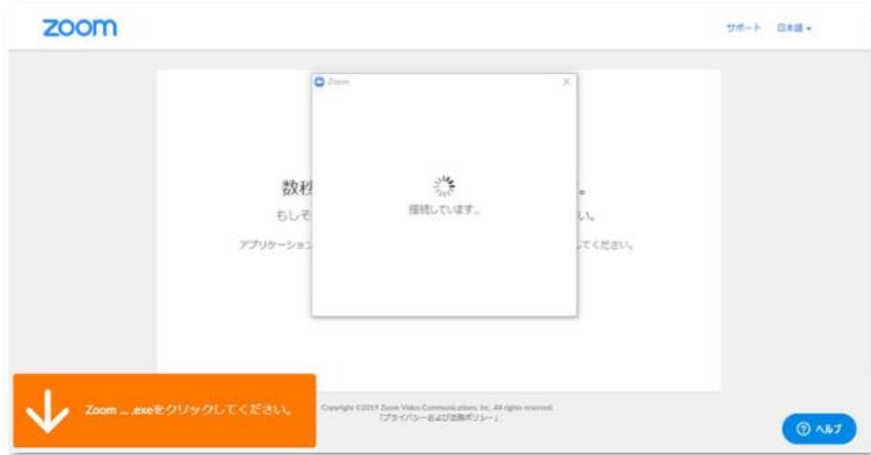 zoom
サポート 日本語
Zoom
数秒 。
もしそ い。
アプリケーション してください。
接続しています...
Zoom ... .exeをクリックしてください。
Copyright ©2019 Zoom Video Communications, Inc. All rights reserved.
「プライバシーおよび法務ポリシー」
ヘルプ